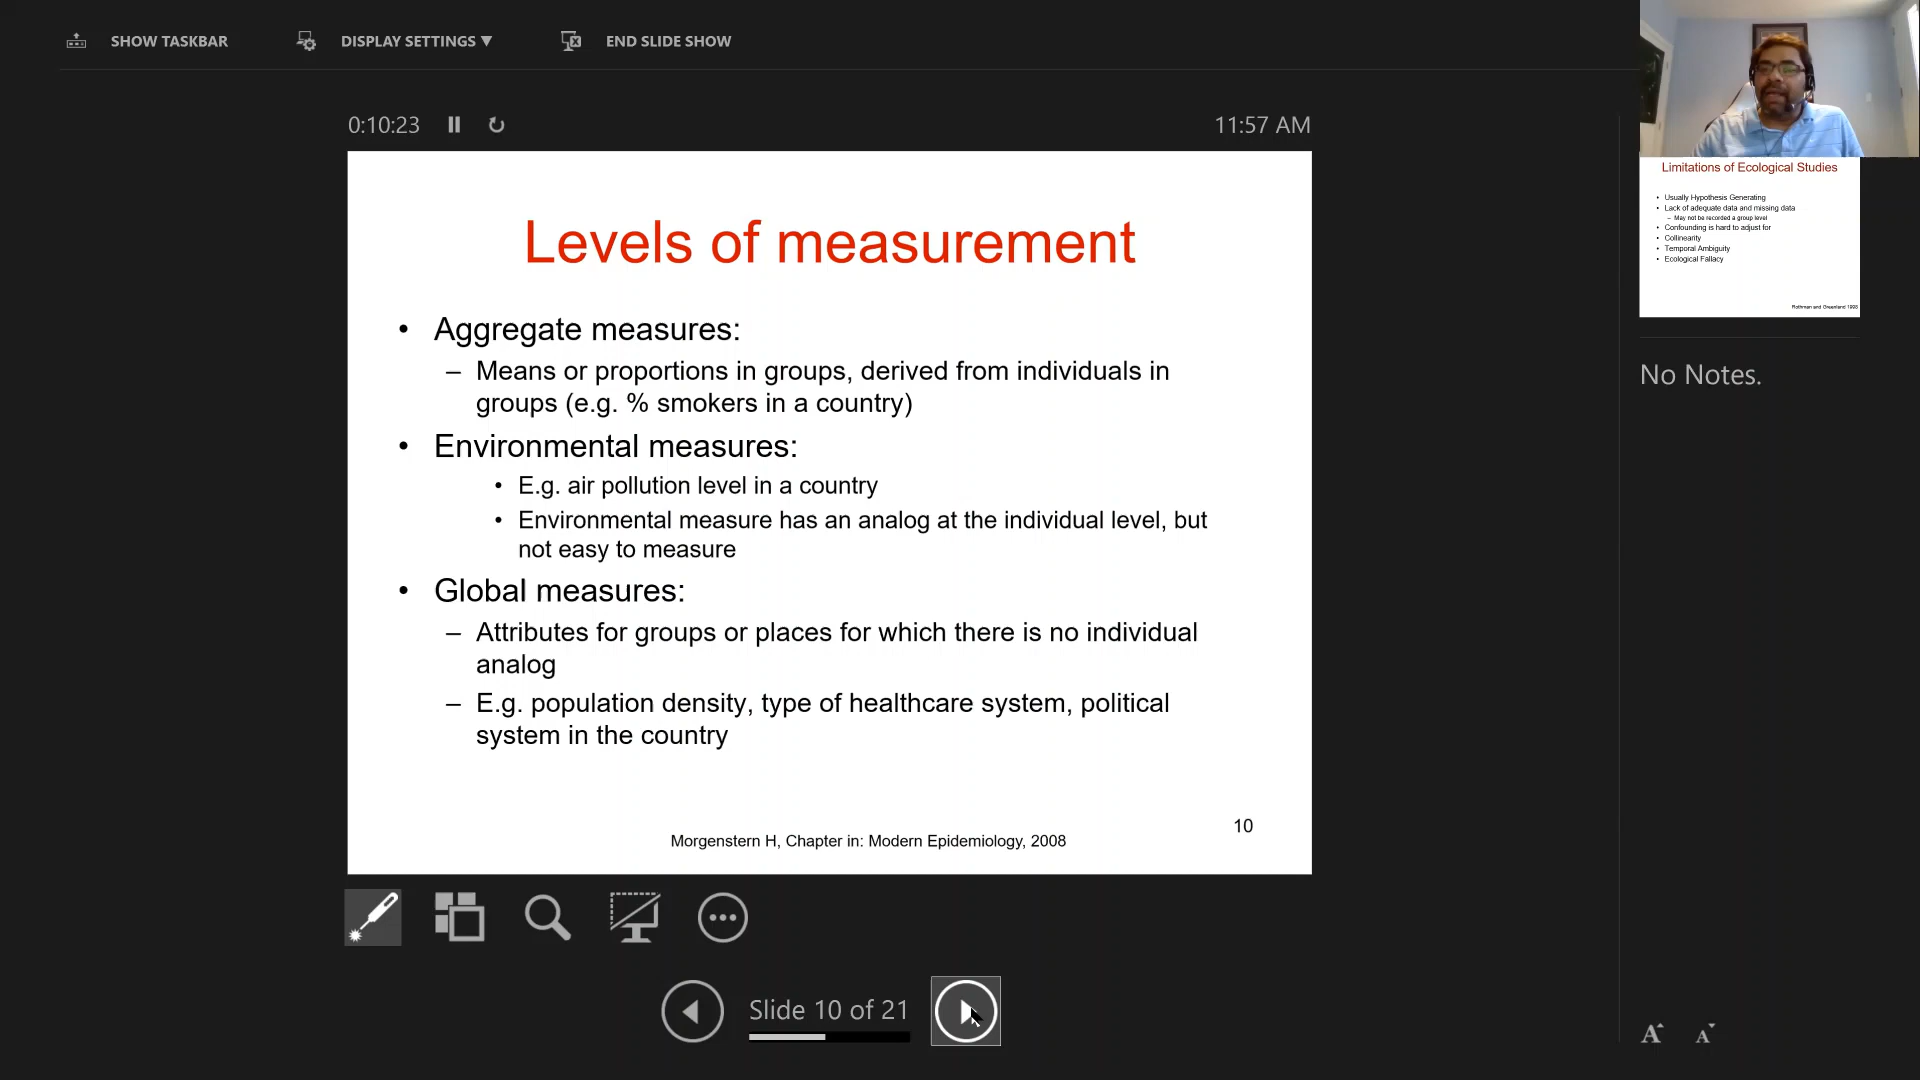 SHOW TASKBAR
DISPLAY SETTINGS ▼
END SLIDE SHOW
0:10:23
11:57 AM
Levels of measurement
• Aggregate measures:
– Means or proportions in groups, derived from individuals in
groups (e.g. % smokers in a country)
• Environmental measures:
• E.g. air pollution level in a country
• Environmental measure has an analog at the individual level, but
not easy to measure
• Global measures:
– Attributes for groups or places for which there is no individual
analog
– E.g. population density, type of healthcare system, political
system in the country
10
Morgenstern H, Chapter in: Modern Epidemiology, 2008
Slide 10 of 21
Limitations of Ecological Studies
• Usually Hypothesis Generating
• Lack of adequate data and missing data
– May not be recorded a group level
• Confounding is hard to adjust for
• Collinearity
• Temporal Ambiguity
• Ecological Fallacy
Rothman and Greenland 1998
No Notes.
A A